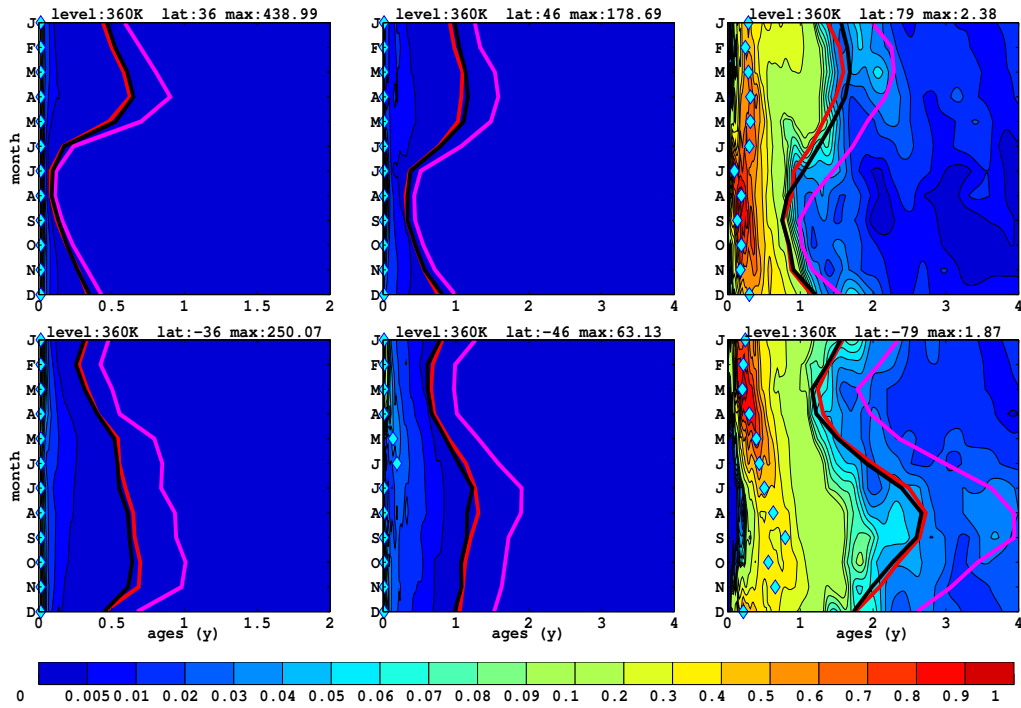 level:360K lat:36 max:438.99
level:360K lat:46 max:178.69
level:360K lat:79 max:2.38
month
J
F
M
A
M
J
J
A
S
O
N
D
J
F
M
A
M
J
J
A
S
O
N
D
J
F
M
A
M
J
J
A
S
O
N
D
0 0.5 1 1.5 2
0 1 2 3 4
0 1 2 3 4
level:360K lat:-36 max:250.07
level:360K lat:-46 max:63.13
level:360K lat:-79 max:1.87
month
J
F
M
A
M
J
J
A
S
O
N
D
J
F
M
A
M
J
J
A
S
O
N
D
J
F
M
A
M
J
J
A
S
O
N
D
0 0.5 1 1.5 2
0 1 2 3 4
0 1 2 3 4
ages (y)
ages (y)
0 0.005 0.01 0.02 0.03 0.04 0.05 0.06 0.07 0.08 0.09 0.1 0.2 0.3 0.4 0.5 0.6 0.7 0.8 0.9 1